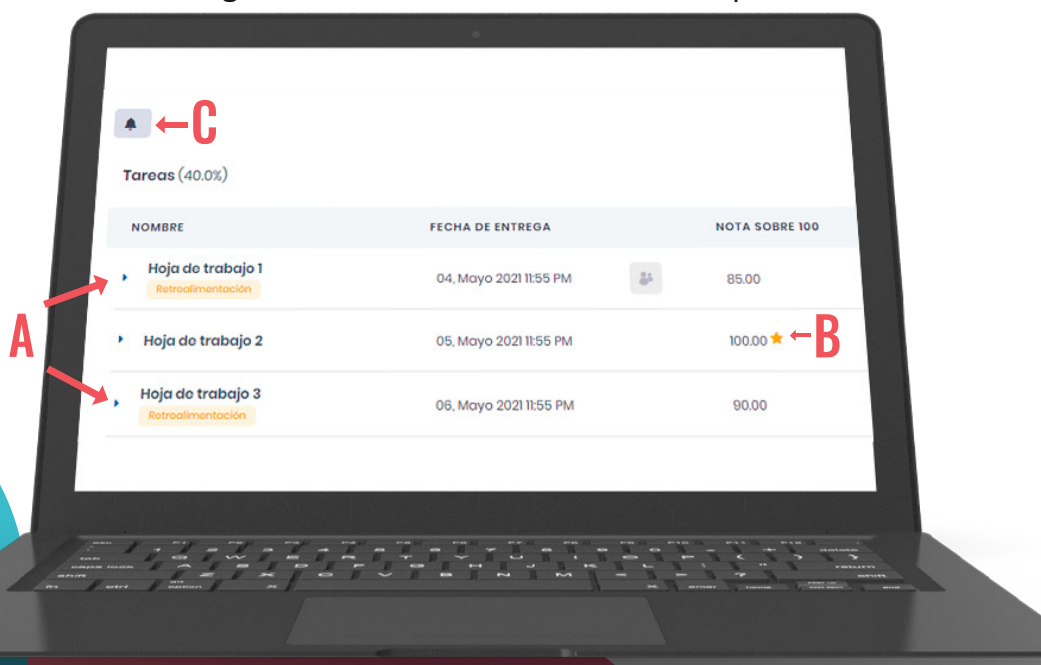 C
Tareas (40.0%)
NOMBRE FECHA DE ENTREGA NOTA SOBRE 100
Hoja de trabajo 1 04, Mayo 2021 11:55 PM 85.00
Retroalimentación
A
Hoja de trabajo 2 05, Mayo 2021 11:55 PM 100.00 B
Hoja de trabajo 3 06, Mayo 2021 11:55 PM 90.00
Retroalimentación